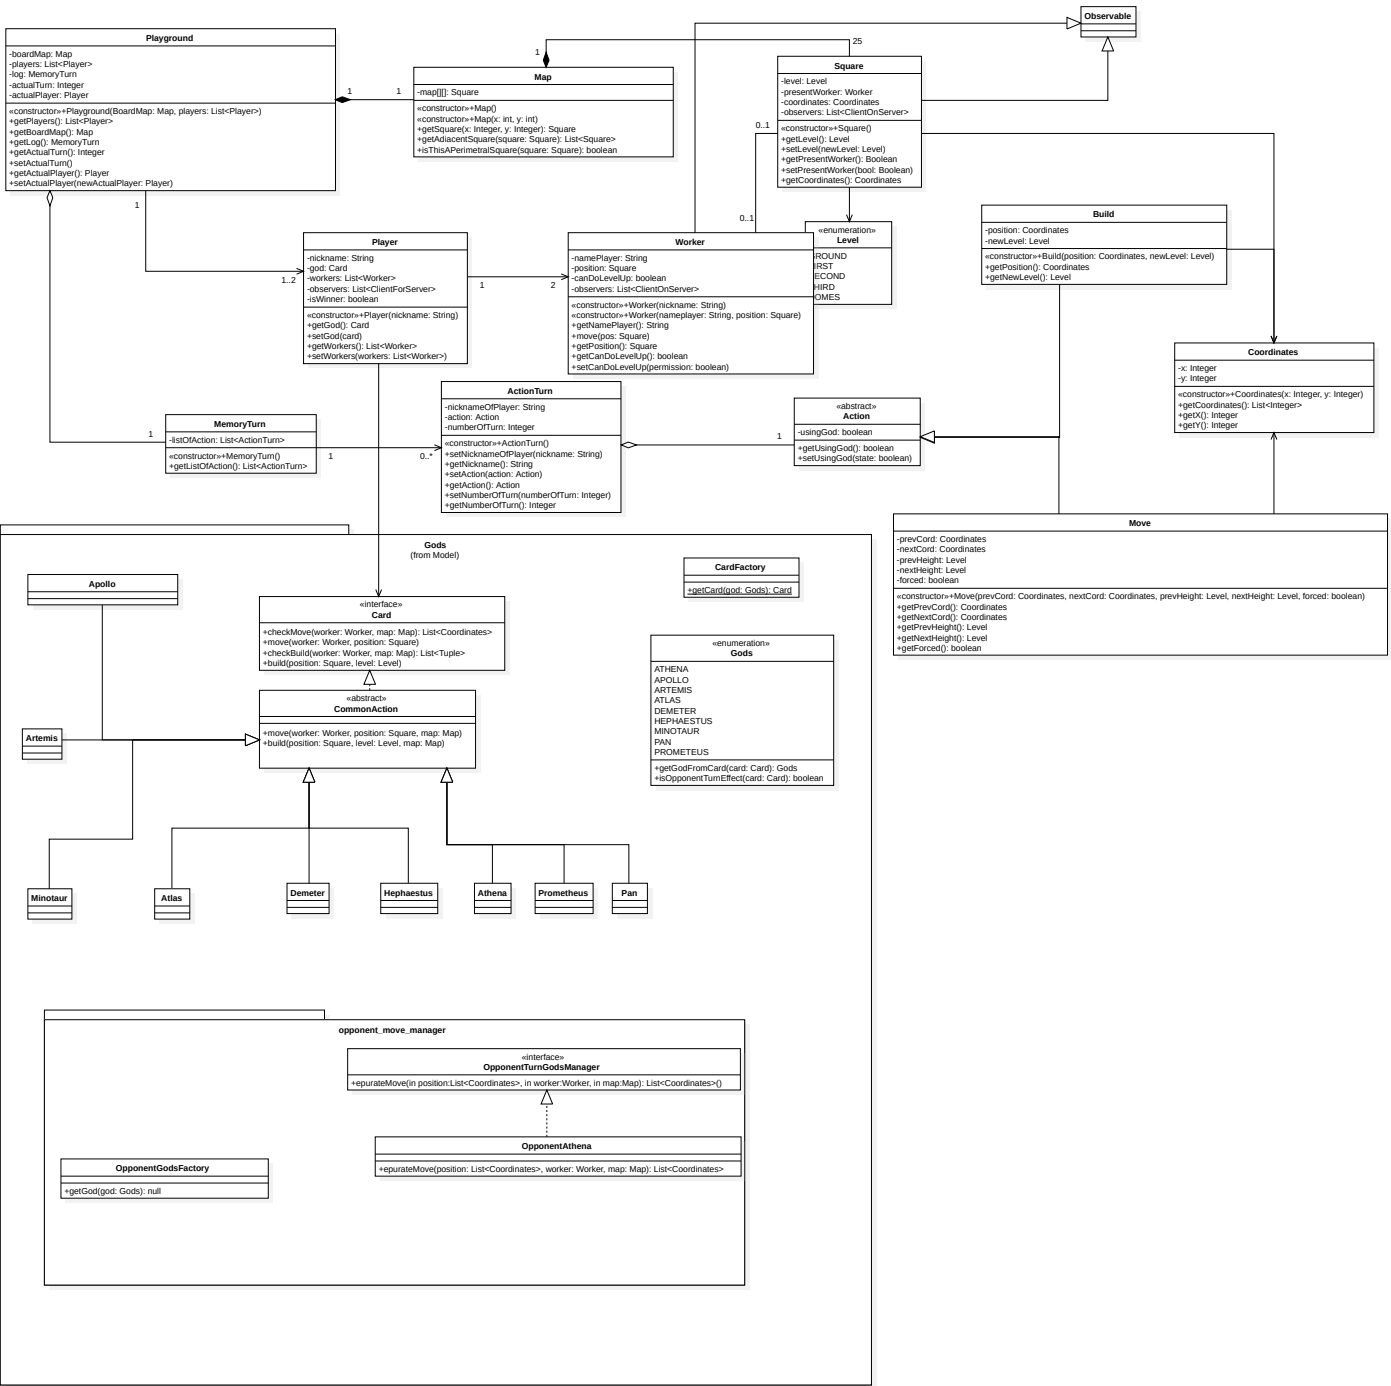 Observable
Playground
-boardMap: Map
-players: List<Player>
-log: MemoryTurn
-actualTurn: Integer
-actualPlayer: Player
«constructor»+Playground(BoardMap: Map, players: List<Player>)
+getPlayers(): List<Player>
+getBoardMap(): Map
+getLog(): MemoryTurn
+getActualTurn(): Integer
+setActualTurn()
+getActualPlayer(): Player
+setActualPlayer(newActualPlayer: Player)
1
1
1
25
Map
-map[][]: Square
«constructor»+Map()
«constructor»+Map(x: int, y: int)
+getSquare(x: Integer, y: Integer): Square
+getAdiacentSquare(square: Square): List<Square>
+isThisAPerimetralSquare(square: Square): boolean
Square
-level: Level
-presentWorker: Worker
-coordinates: Coordinates
-observers: List<ClientOnServer>
«constructor»+Square()
+getLevel(): Level
+setLevel(newLevel: Level)
+getPresentWorker(): Boolean
+setPresentWorker(bool: Boolean)
+getCoordinates(): Coordinates
0..1
0..1
1
1..2
Player
-nickname: String
-god: Card
-workers: List<Worker>
-observers: List<ClientForServer>
-isWinner: boolean
«constructor»+Player(nickname: String)
+getGod(): Card
+setGod(card)
+getWorkers(): List<Worker>
+setWorkers(workers: List<Worker>)
1
2
Worker
-namePlayer: String
-position: Square
-canDoLevelUp: boolean
-observers: List<ClientOnServer>
«constructor»+Worker(nickname: String)
«constructor»+Worker(nameplayer: String, position: Square)
+getNamePlayer(): String
+move(pos: Square)
+getPosition(): Square
+getCanDoLevelUp(): boolean
+setCanDoLevelUp(permission: boolean)
«enumeration»
Level
ROUND
IRST
ECOND
HIRD
OMES
Build
-position: Coordinates
-newLevel: Level
«constructor»+Build(position: Coordinates, newLevel: Level)
+getPosition(): Coordinates
+getNewLevel(): Level
Coordinates
-x: Integer
-y: Integer
«constructor»+Coordinates(x: Integer, y: Integer)
+getCoordinates(): List<Integer>
+getX(): Integer
+getY(): Integer
1
MemoryTurn
-listOfAction: List<ActionTurn>
«constructor»+MemoryTurn()
+getListOfAction(): List<ActionTurn>
1
0..*
ActionTurn
-nicknameOfPlayer: String
-action: Action
-numberOfTurn: Integer
«constructor»+ActionTurn()
+setNicknameOfPlayer(nickname: String)
+getNickname(): String
+setAction(action: Action)
+getAction(): Action
+setNumberOfTurn(numberOfTurn: Integer)
+getNumberOfTurn(): Integer
1
«abstract»
Action
-usingGod: boolean
+getUsingGod(): boolean
+setUsingGod(state: boolean)
Move
-prevCord: Coordinates
-nextCord: Coordinates
-prevHeight: Level
-nextHeight: Level
-forced: boolean
«constructor»+Move(prevCord: Coordinates, nextCord: Coordinates, prevHeight: Level, nextHeight: Level, forced: boolean)
+getPrevCord(): Coordinates
+getNextCord(): Coordinates
+getPrevHeight(): Level
+getNextHeight(): Level
+getForced(): boolean
Gods
(from Model)
Apollo
«interface»
Card
+checkMove(worker: Worker, map: Map): List<Coordinates>
+move(worker: Worker, position: Square)
+checkBuild(worker: Worker, map: Map): List<Tuple>
+build(position: Square, level: Level)
CardFactory
+getCard(god: Gods): Card
«enumeration»
Gods
ATHENA
APOLLO
ARTEMIS
ATLAS
DEMETER
HEPHAESTUS
MINOTAUR
PAN
PROMETEUS
+getGodFromCard(card: Card): Gods
+isOpponentTurnEffect(card: Card): boolean
«abstract»
CommonAction
+move(worker: Worker, position: Square, map: Map)
+build(position: Square, level: Level, map: Map)
Artemis
Minotaur
Atlas
Demeter
Hephaestus
Athena
Prometheus
Pan
opponent_move_manager
«interface»
OpponentTurnGodsManager
+epurateMove(in position:List<Coordinates>, in worker:Worker, in map:Map): List<Coordinates>()
OpponentAthena
+epurateMove(position: List<Coordinates>, worker: Worker, map: Map): List<Coordinates>
OpponentGodsFactory
+getGod(god: Gods): null